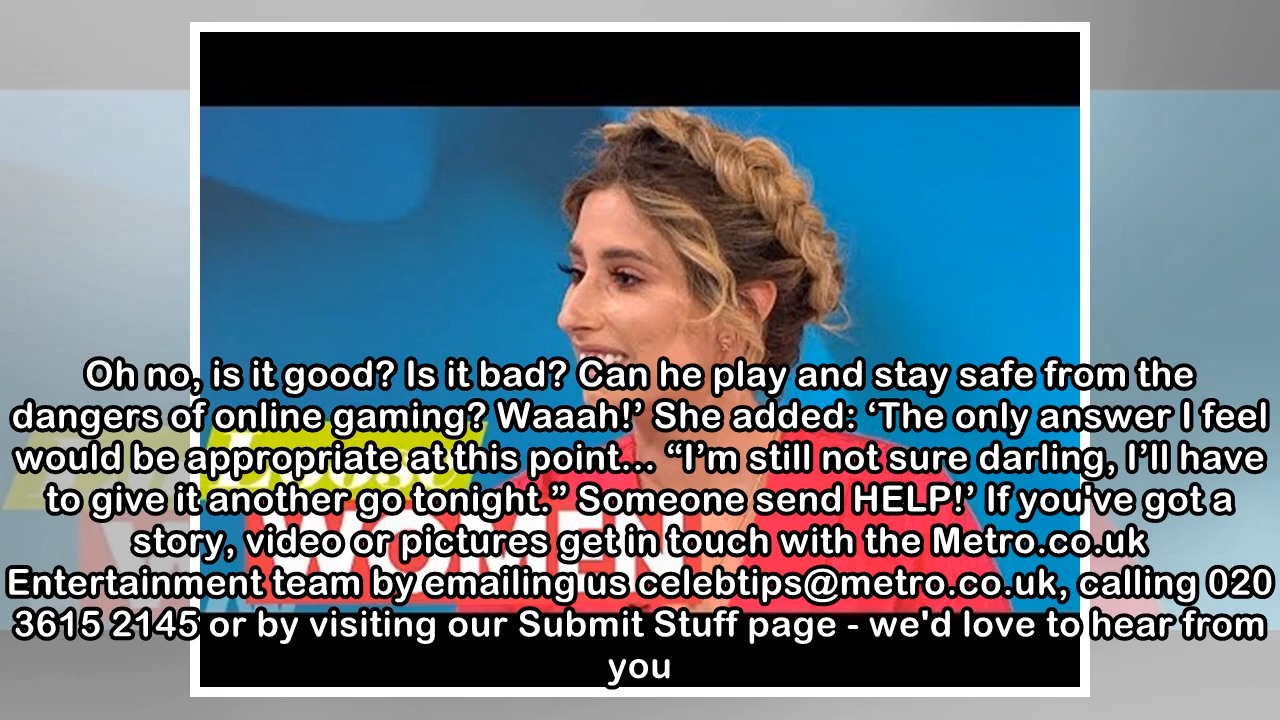 Oh no, is it good? Is it bad? Can he play and stay safe from the
dangers of online gaming? Waaah!’ She added: ‘The only answer I feel
would be appropriate at this point... “I’m still not sure darling, I’ll have
to give it another go tonight.” Someone send HELP!’ If you've got a
story, video or pictures get in touch with the Metro.co.uk
Entertainment team by emailing us celebtips@metro.co.uk, calling 020
3615 2145 or by visiting our Submit Stuff page - we'd love to hear from
you
Loose
WOMEN